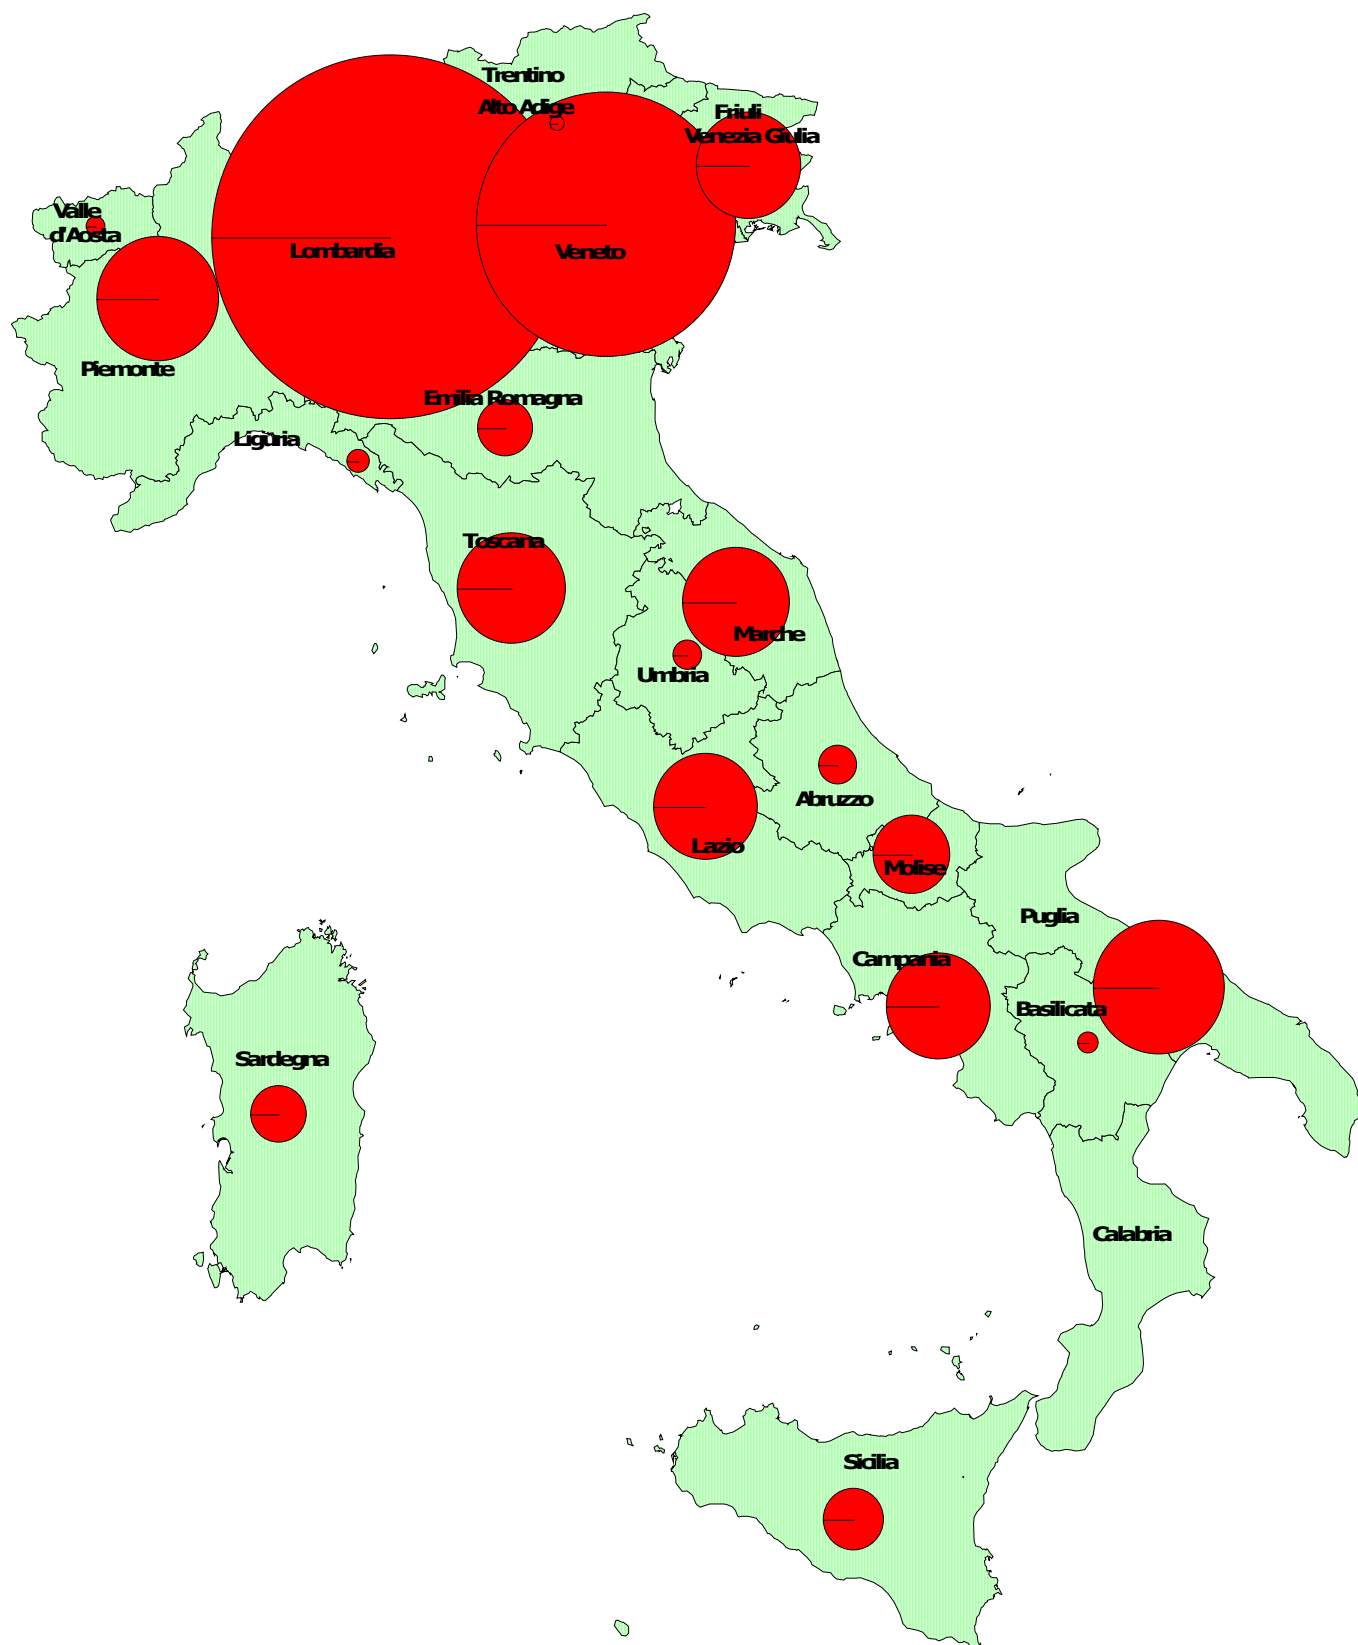 Trentino
Alto Adige
Friuli
Venezia Giulia
Valle
d'Aosta
Lombardia
Veneto
Piemonte
Emilia Romagna
Liguria
Toscana
Marche
Umbria
Abruzzo
Lazio
Molise
Puglia
Campania
Basilicata
Sardegna
Calabria
Sicilia